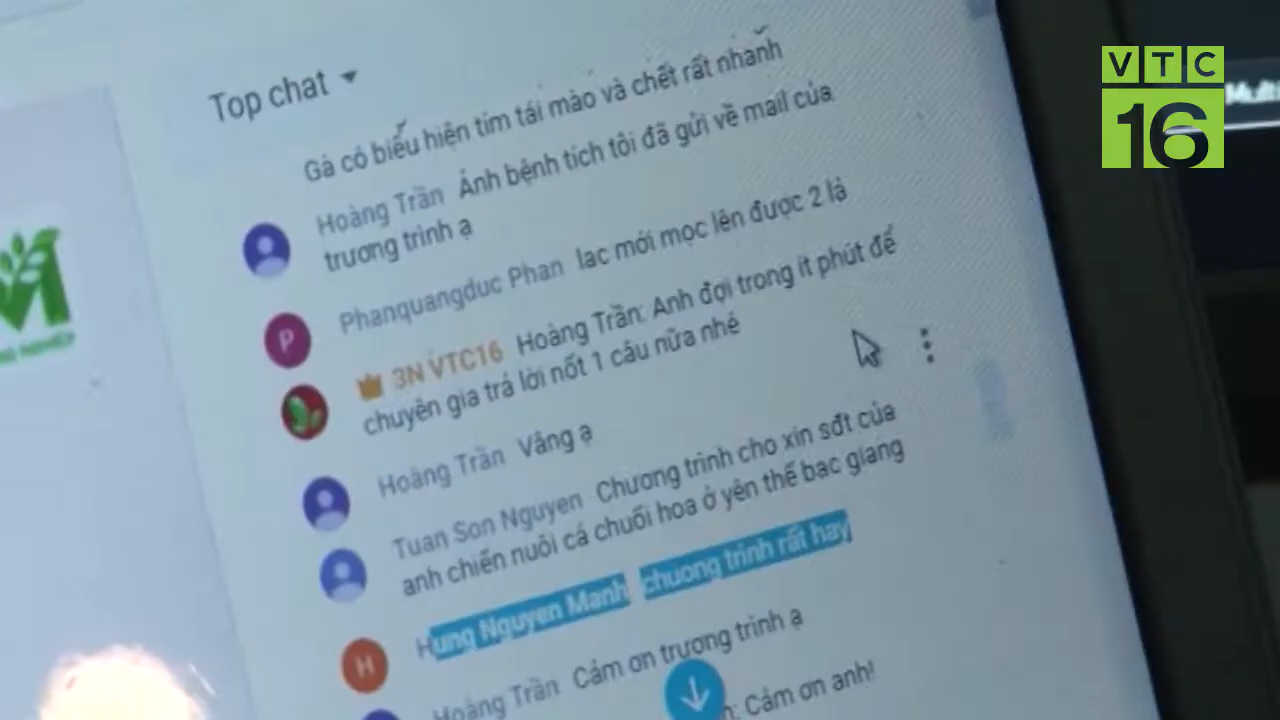 VTC
16
Multi
Top chat
Gà có biểu hiện tím tái mào và chết rất nhanh
Hoàng Trần Ảnh bệnh tích tôi đã gửi về mail của
trương trình ạ
Phanquangduc Phan lac mới mọc lên được 2 lá
3N VTC16 Hoàng Trần: Anh đợi trong ít phút để
chuyên gia trả lời nốt 1 câu nữa nhé
Hoàng Trần Vâng ạ
Tuan Son Nguyen Chương trình cho xin sđt của
anh chiến nuôi cá chuối hoa ở yên thế bac giang
Hung Nguyen Manh chuong trinh rất hay
Hoàng Trần Cảm ơn trương trình ạ
: Cảm ơn anh!
P
H